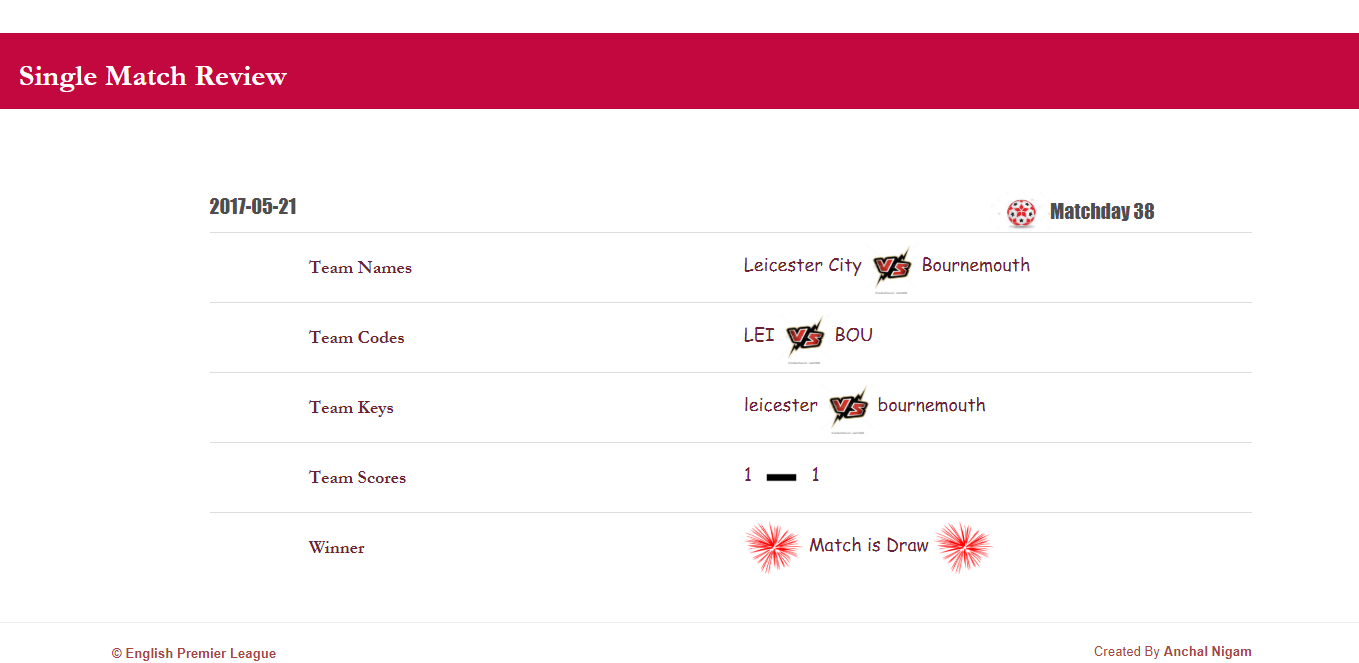 Single Match Review
2017-05-21 Matchday 38
Team Names Leicester City VS Bournemouth
Team Codes LEI VS BOU
Team Keys leicester VS bournemouth
Team Scores 1 - 1
Winner Match is Draw
© English Premier League Created By Anchal Nigam